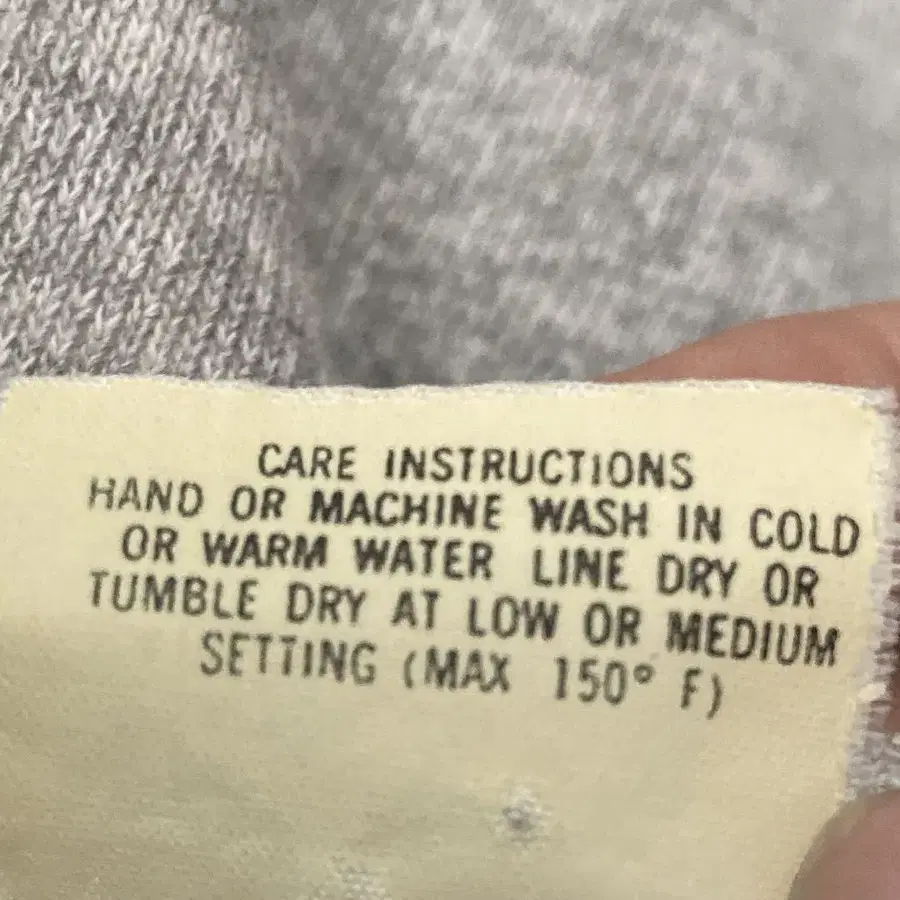 CARE INSTRUCTIONS
HAND OR MACHINE WASH IN COLD
OR WARM WATER LINE DRY OR
TUMBLE DRY AT LOW OR MEDIUM
SETTING (MAX 150° F)